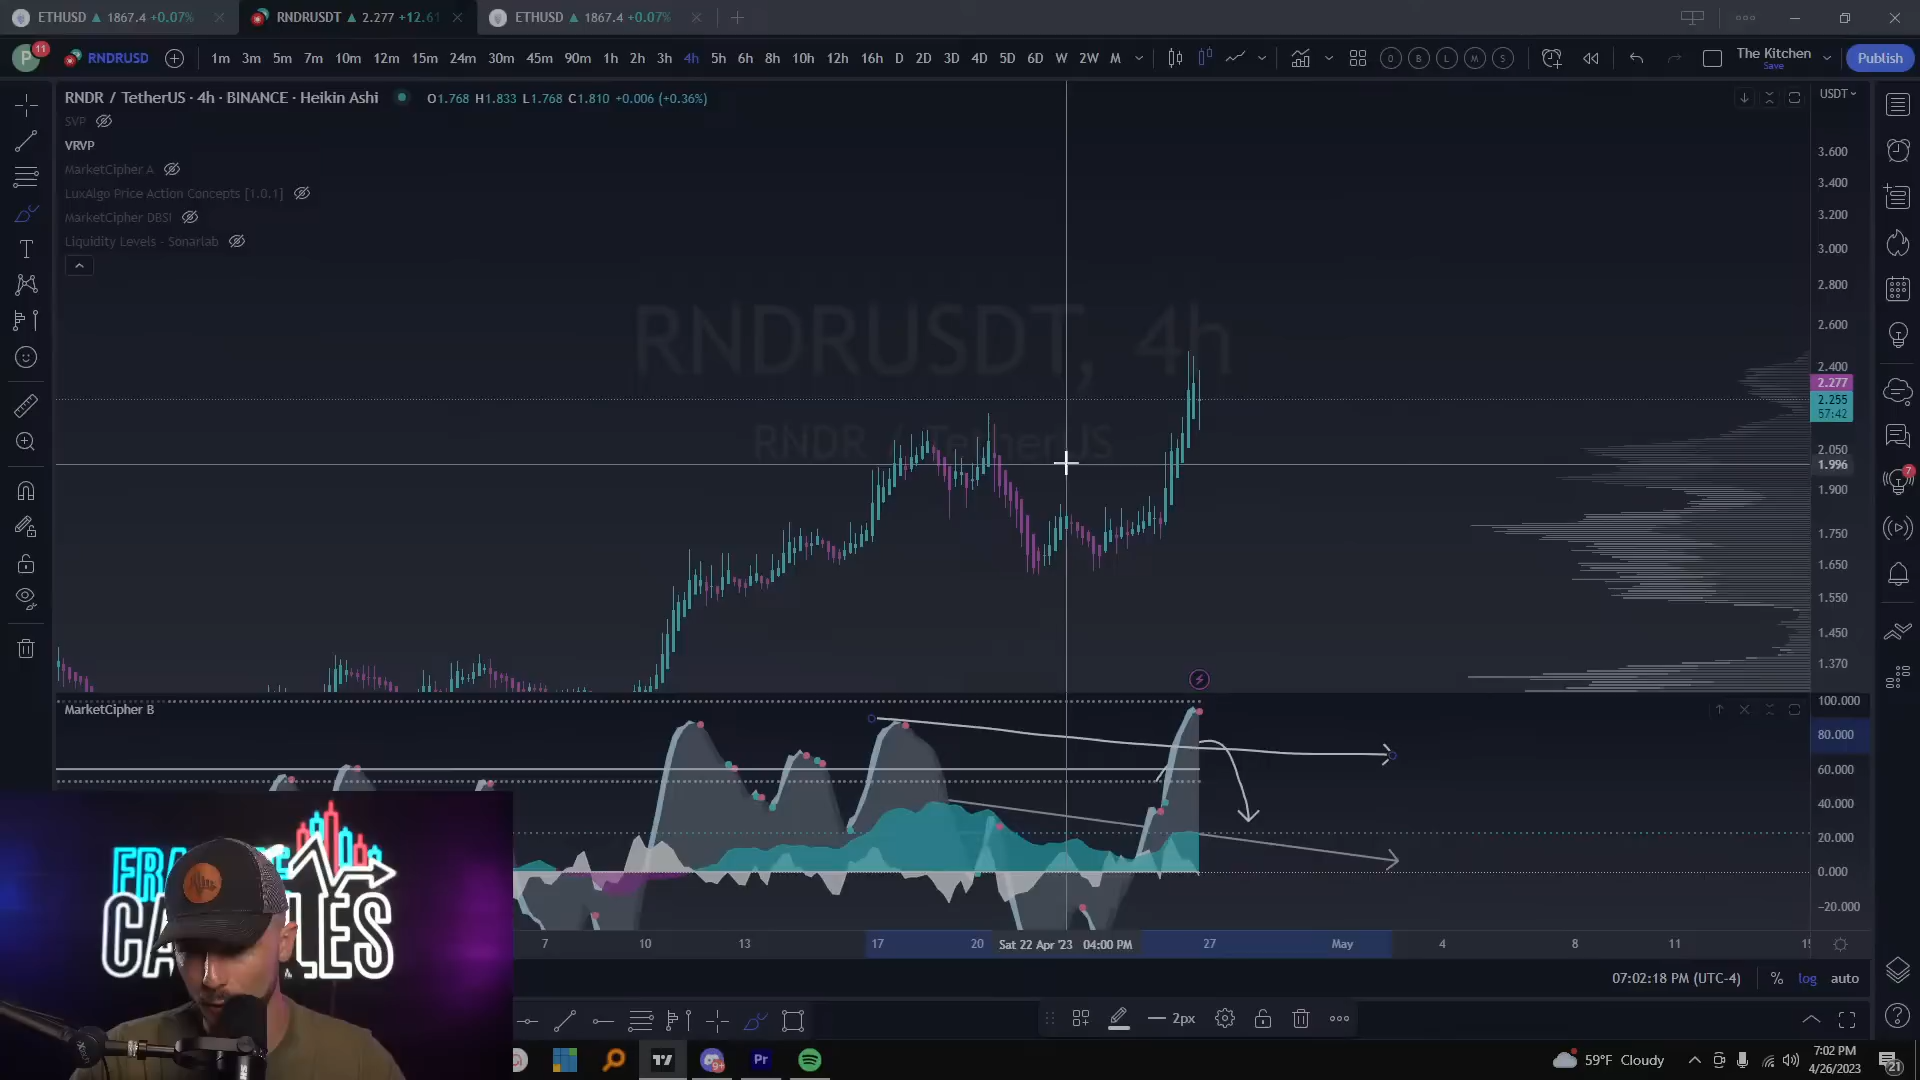 ETHUSD ▲ 1867.4 +0.07%
RNDRUSDT ▲ 2.277 +12.61
ETHUSD ▲ 1867.4 +0.07%
P 11 RNDRUSD 1m 3m 5m 7m 10m 12m 15m 24m 30m 45m 90m 1h 2h 3h 4h 5h 6h 8h 10h 12h 16h D 2D 3D 4D 5D 6D W 2W M O B L M S The Kitchen Save Publish
RNDR / TetherUS · 4h · BINANCE · Heikin Ashi O1.768 H1.833 L1.768 C1.810 +0.006 (+0.36%)
USDT
SVP
VRVP
MarketCipher A
LuxAlgo Price Action Concepts [1.0.1]
MarketCipher DBSI
Liquidity Levels - Sonarlab
RNDRUSDT, 4h
RNDR / TetherUS
3.600
3.400
3.200
3.000
2.800
2.600
2.400
2.277
2.255
57:42
2.050
1.996
1.900
1.750
1.650
1.550
1.450
1.370
7
MarketCipher B
100.000
80.000
60.000
40.000
20.000
0.000
−20.000
7 10 13 17 20 Sat 22 Apr '23 04:00 PM 27 May 4 8 11
07:02:18 PM (UTC-4) % log auto
2px
CA
LES
9+
Pr
59°F Cloudy
7:02 PM
4/26/2023
21